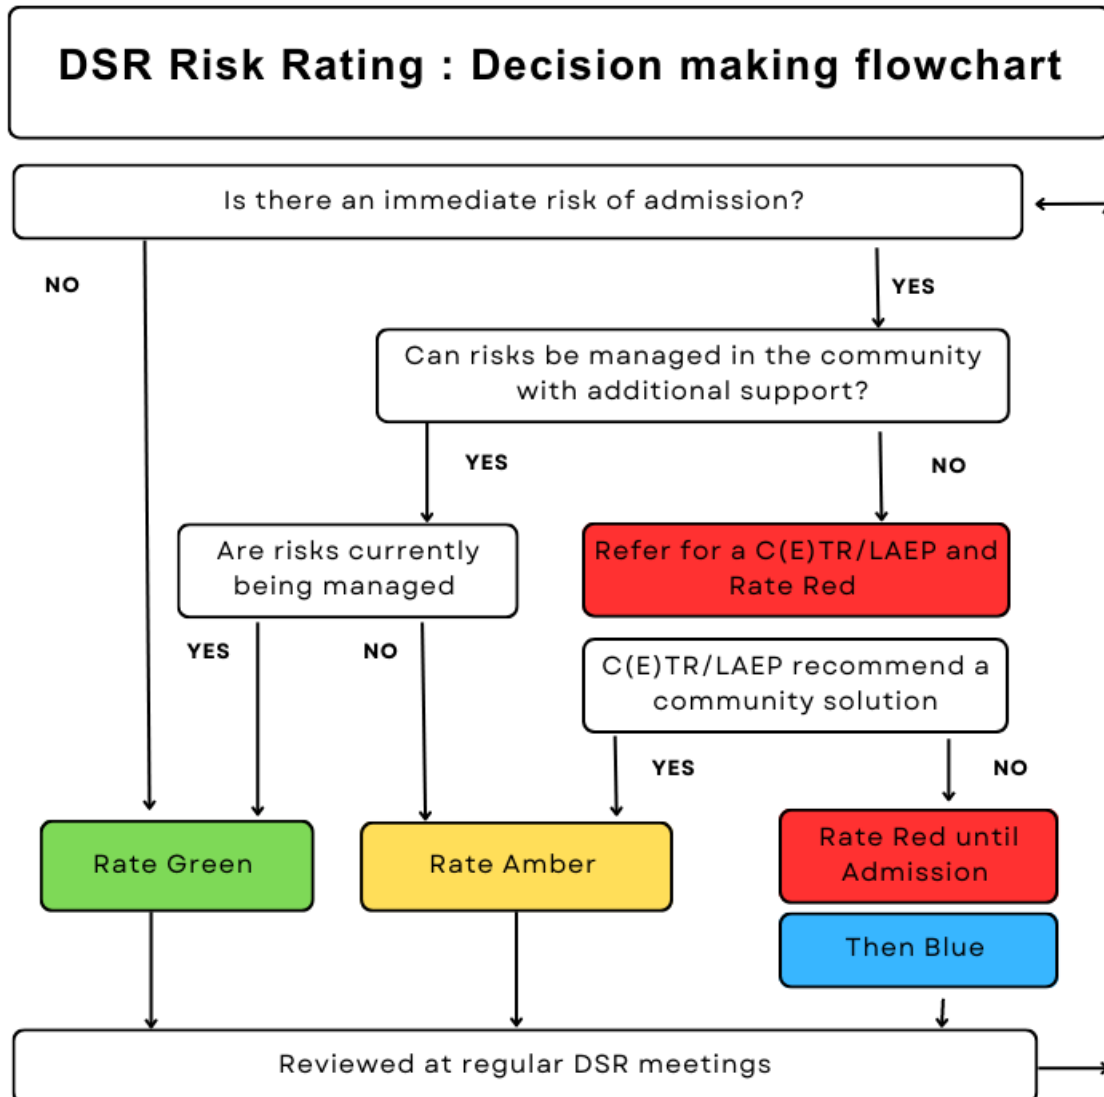 DSR Risk Rating : Decision making flowchart
Is there an immediate risk of admission?
NO
YES
Can risks be managed in the community
with additional support?
YES
NO
Are risks currently
being managed
Refer for a C(E)TR/LAEP and
Rate Red
YES
NO
C(E)TR/LAEP recommend a
community solution
YES
NO
Rate Green
Rate Amber
Rate Red until
Admission
Then Blue
Reviewed at regular DSR meetings